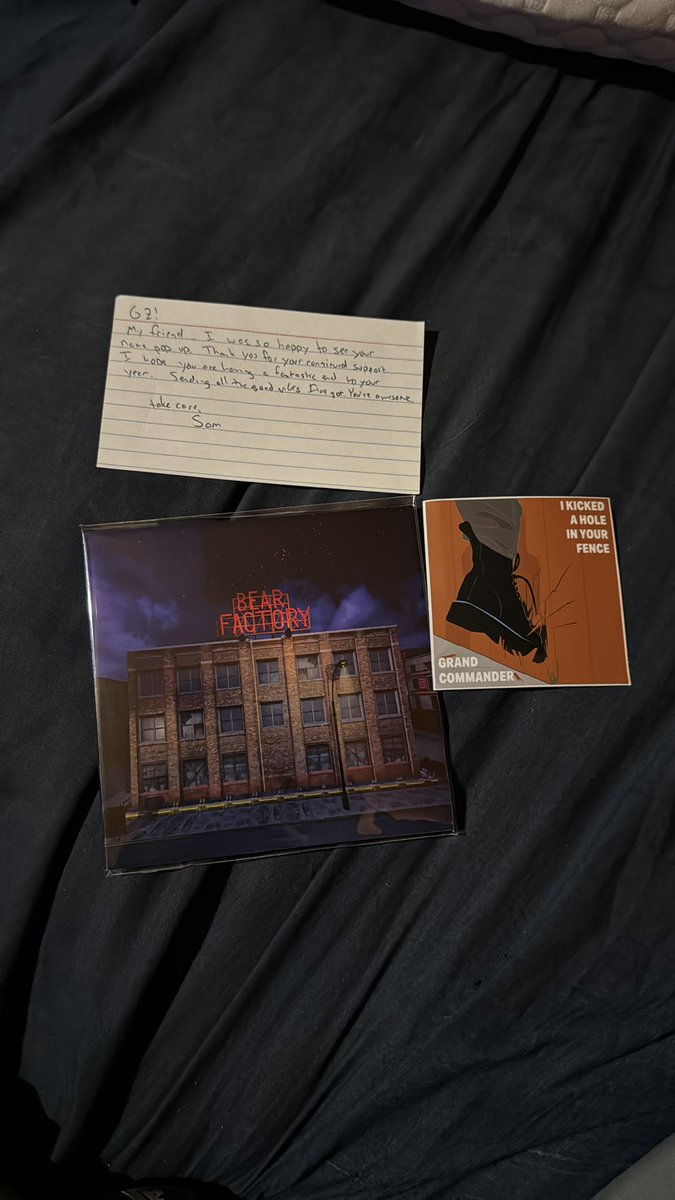 GZ!
My friend... I was so happy to see your
name pop up. Thank you for your continued support.
I hope you are having a fantastic end to your
year. Sending all the good vibes I've got. You're awesome
take care,
Sam
BEAR
FACTORY
I KICKED
A HOLE
IN YOUR
FENCE
GRAND
COMMANDER